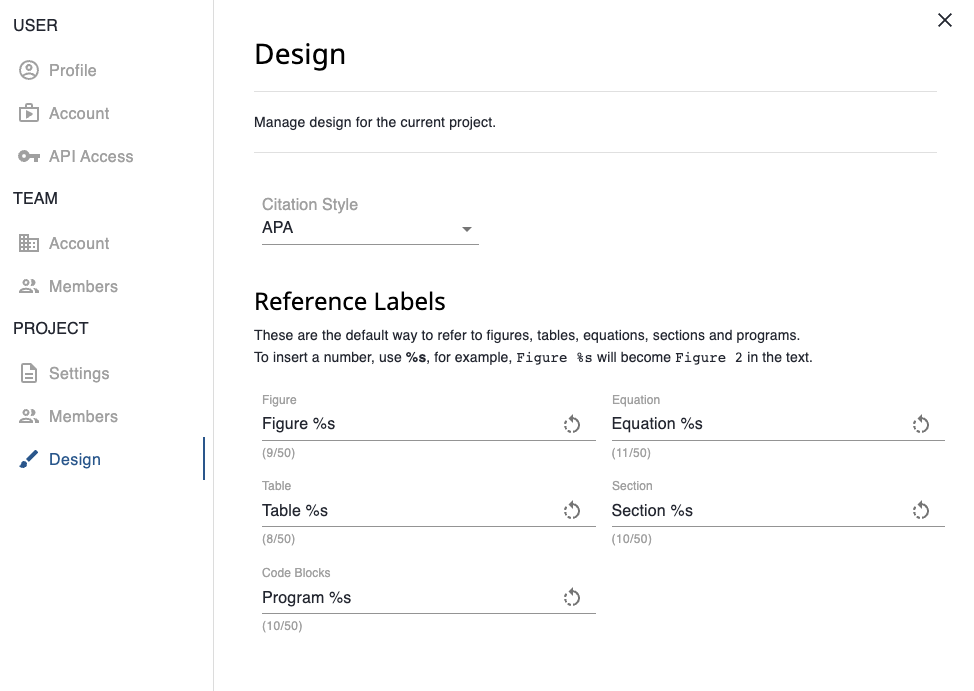 USER
Profile
Account
API Access
TEAM
Account
Members
PROJECT
Settings
Members
Design
Design
Manage design for the current project.
Citation Style
APA
Reference Labels
These are the default way to refer to figures, tables, equations, sections and programs.
To insert a number, use %s, for example, Figure %s will become Figure 2 in the text.
Figure
Figure %s
(9/50)
Equation
Equation %s
(11/50)
Table
Table %s
(8/50)
Section
Section %s
(10/50)
Code Blocks
Program %s
(10/50)